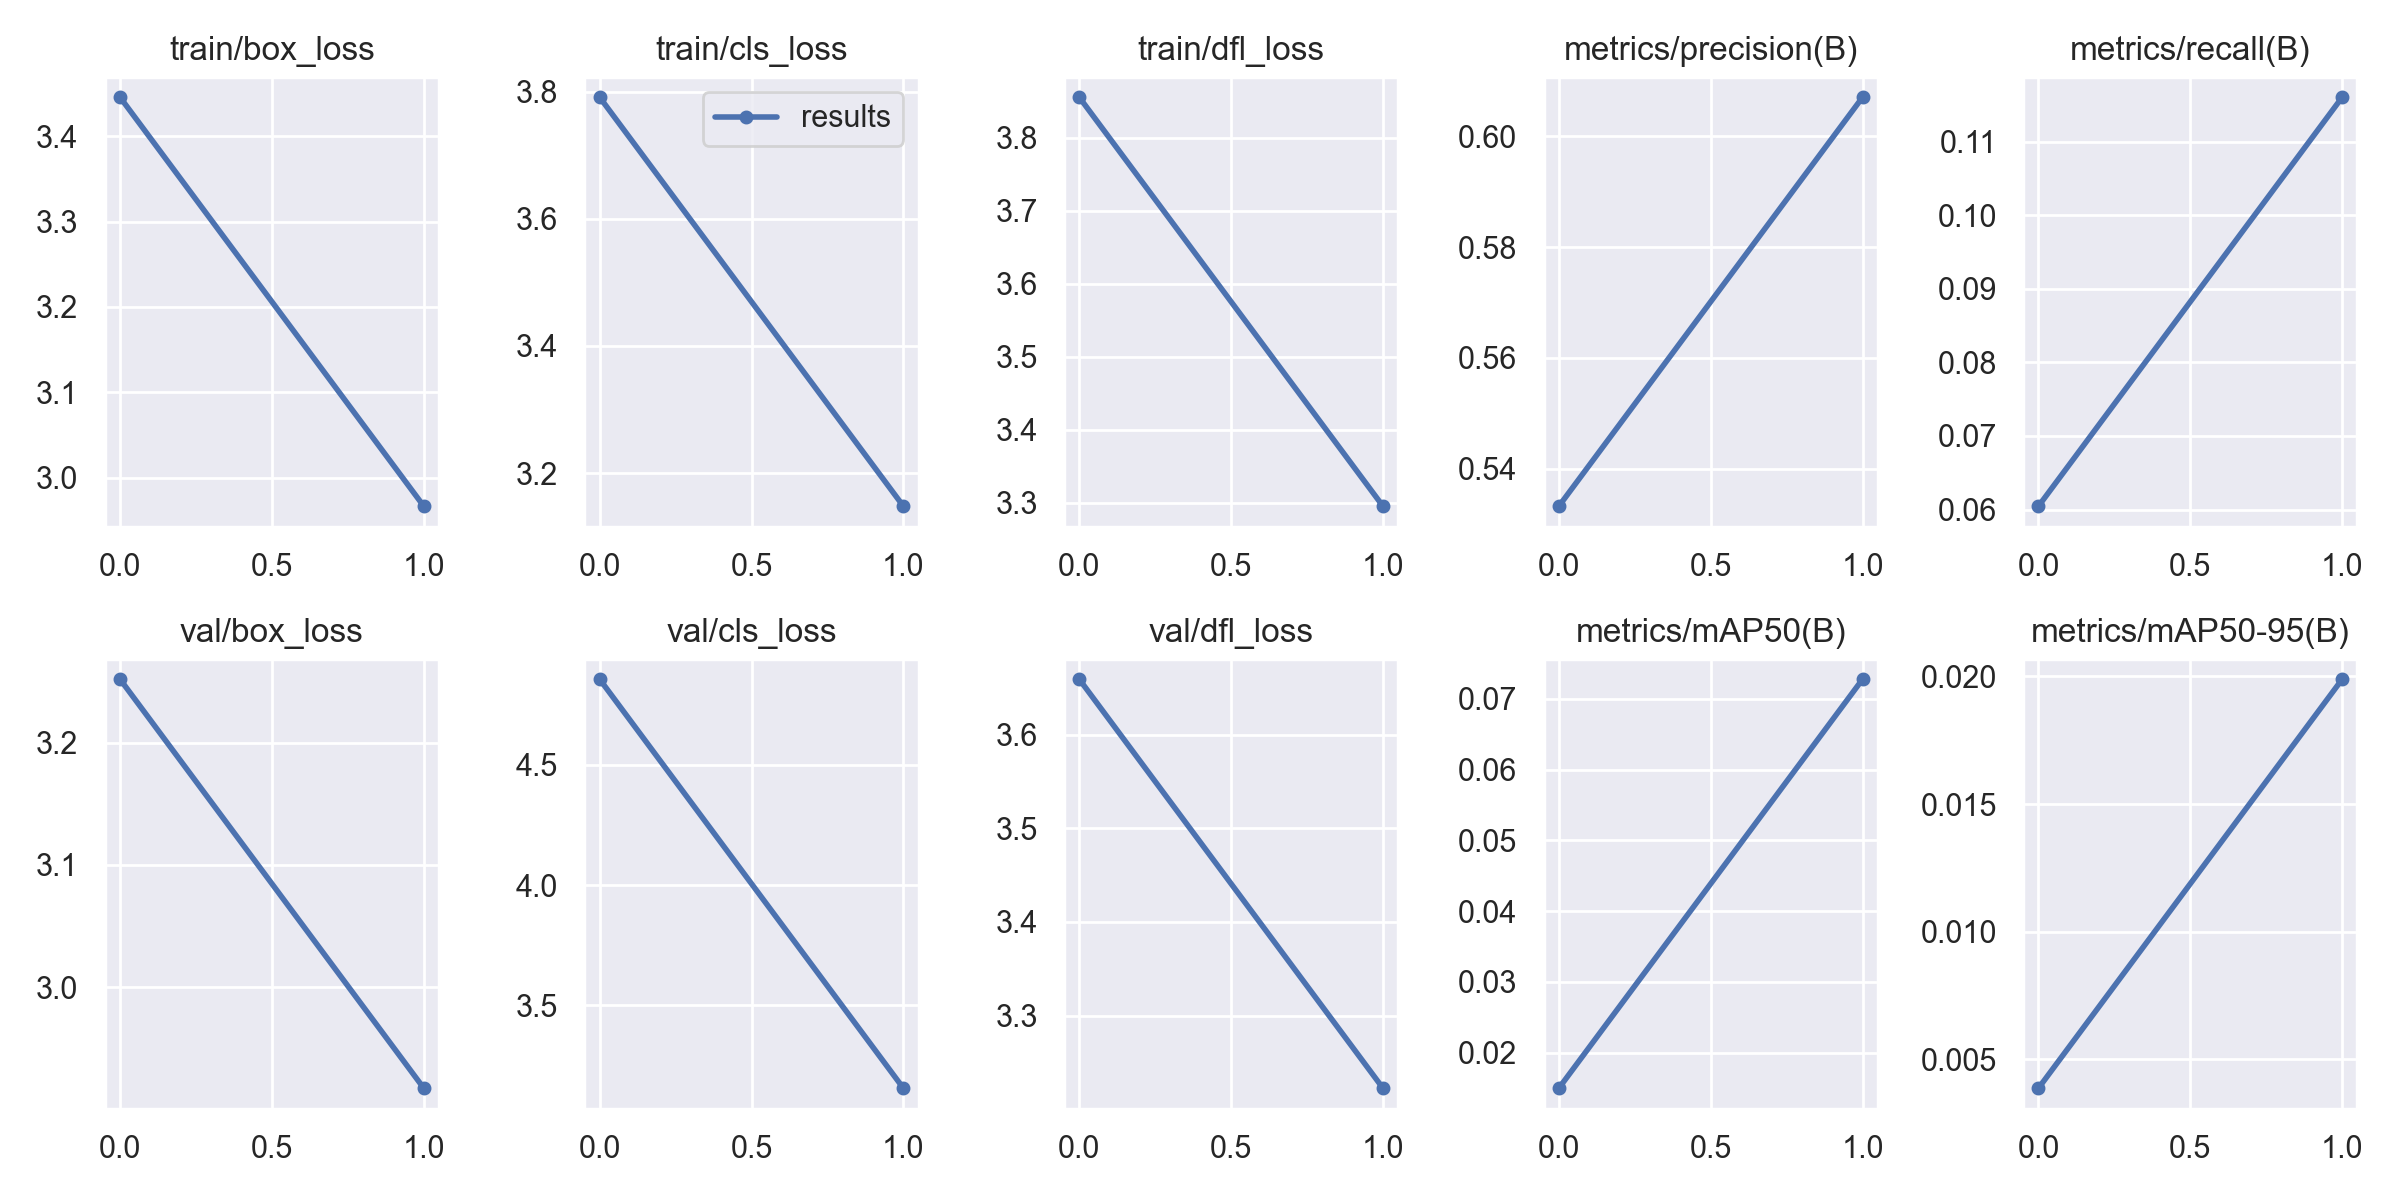 train/box_loss
3.4
3.3
3.2
3.1
3.0
0.0 0.5 1.0
train/cls_loss
results
3.8
3.6
3.4
3.2
0.0 0.5 1.0
train/dfl_loss
3.8
3.7
3.6
3.5
3.4
3.3
0.0 0.5 1.0
metrics/precision(B)
0.60
0.58
0.56
0.54
0.0 0.5 1.0
metrics/recall(B)
0.11
0.10
0.09
0.08
0.07
0.06
0.0 0.5 1.0
val/box_loss
3.2
3.1
3.0
0.0 0.5 1.0
val/cls_loss
4.5
4.0
3.5
0.0 0.5 1.0
val/dfl_loss
3.6
3.5
3.4
3.3
0.0 0.5 1.0
metrics/mAP50(B)
0.07
0.06
0.05
0.04
0.03
0.02
0.0 0.5 1.0
metrics/mAP50-95(B)
0.020
0.015
0.010
0.005
0.0 0.5 1.0